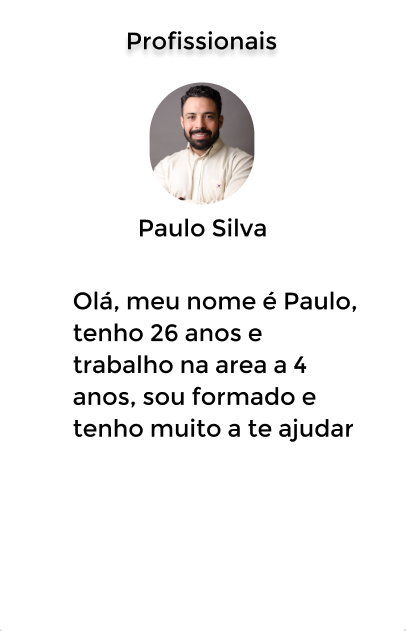 Profissionais
Paulo Silva
Olá, meu nome é Paulo,
tenho 26 anos e
trabalho na area a 4
anos, sou formado e
tenho muito a te ajudar